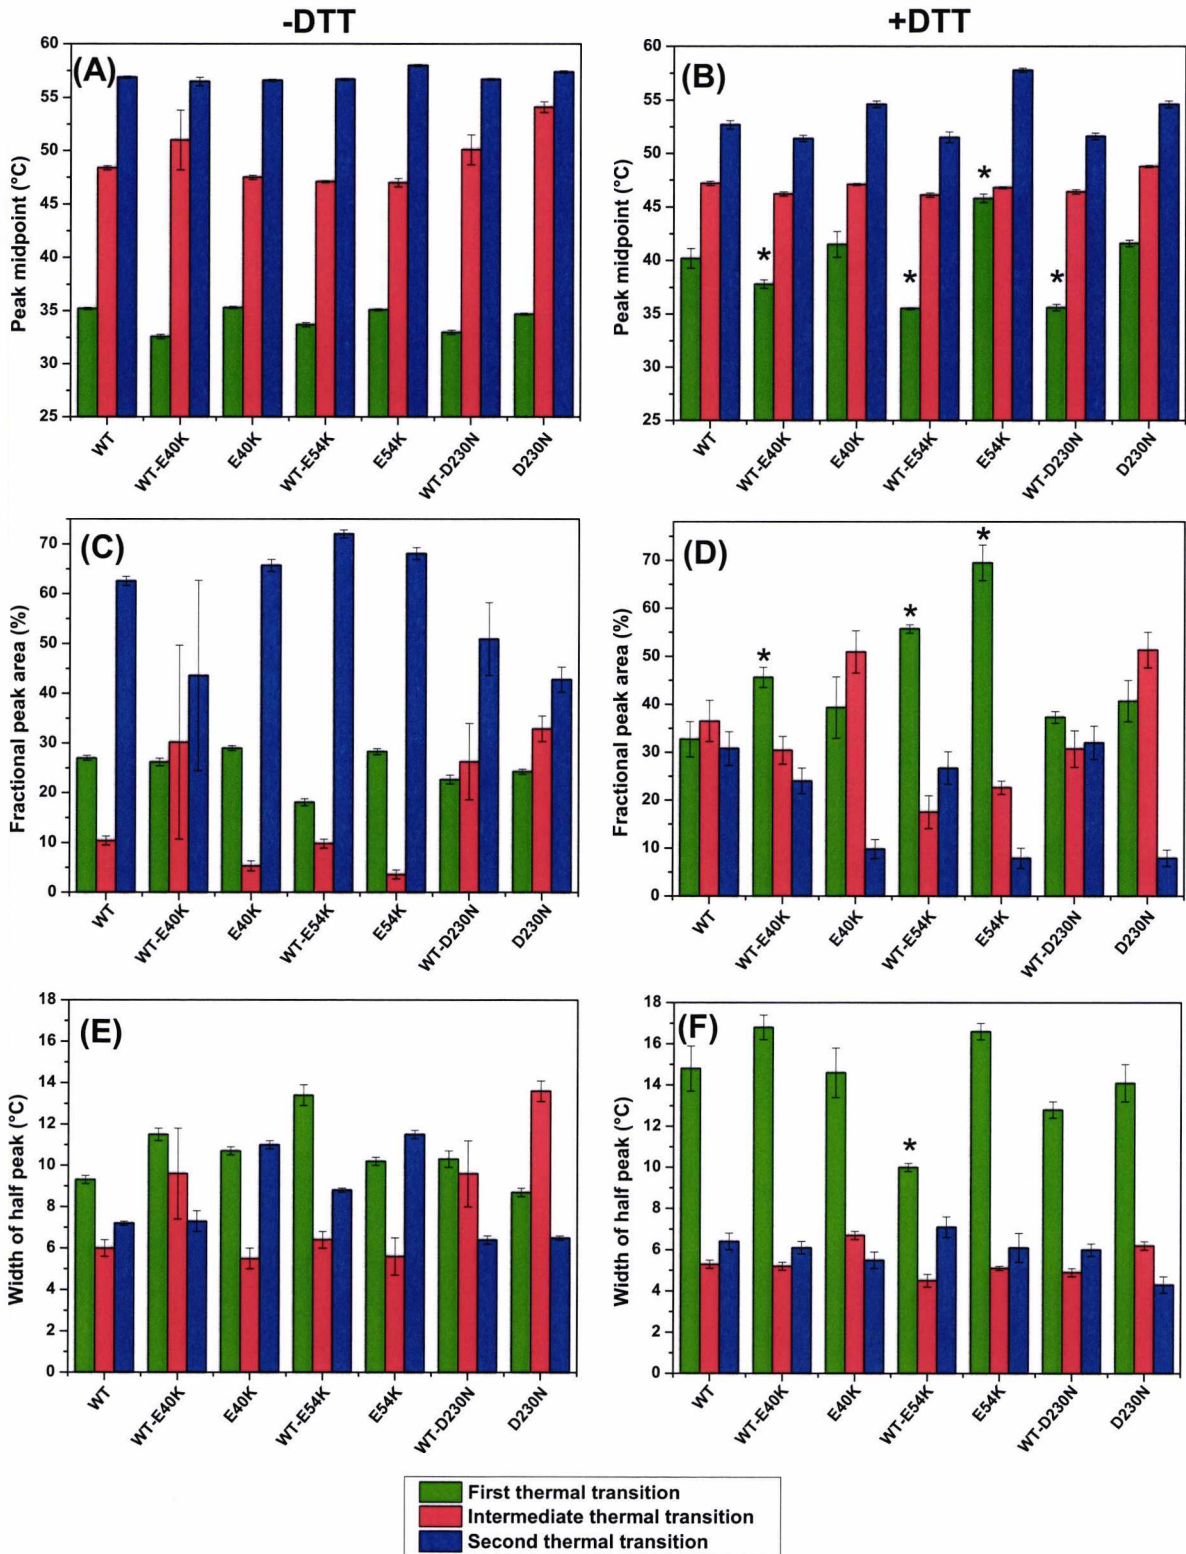 -DTT
+DTT
(A)
Peak midpoint (°C)
60
55
50
45
40
35
30
25
WT
WT-E40K
E40K
WT-E54K
E54K
WT-D230N
D230N
(B)
Peak midpoint (°C)
60
55
50
45
40
35
30
25
*
*
*
*
WT
WT-E40K
E40K
WT-E54K
E54K
WT-D230N
D230N
(C)
Fractional peak area (%)
70
60
50
40
30
20
10
0
WT
WT-E40K
E40K
WT-E54K
E54K
WT-D230N
D230N
(D)
Fractional peak area (%)
70
60
50
40
30
20
10
0
*
*
*
WT
WT-E40K
E40K
WT-E54K
E54K
WT-D230N
D230N
(E)
Width of half peak (°C)
18
16
14
12
10
8
6
4
2
0
WT
WT-E40K
E40K
WT-E54K
E54K
WT-D230N
D230N
(F)
Width of half peak (°C)
18
16
14
12
10
8
6
4
2
0
*
WT
WT-E40K
E40K
WT-E54K
E54K
WT-D230N
D230N
First thermal transition
Intermediate thermal transition
Second thermal transition